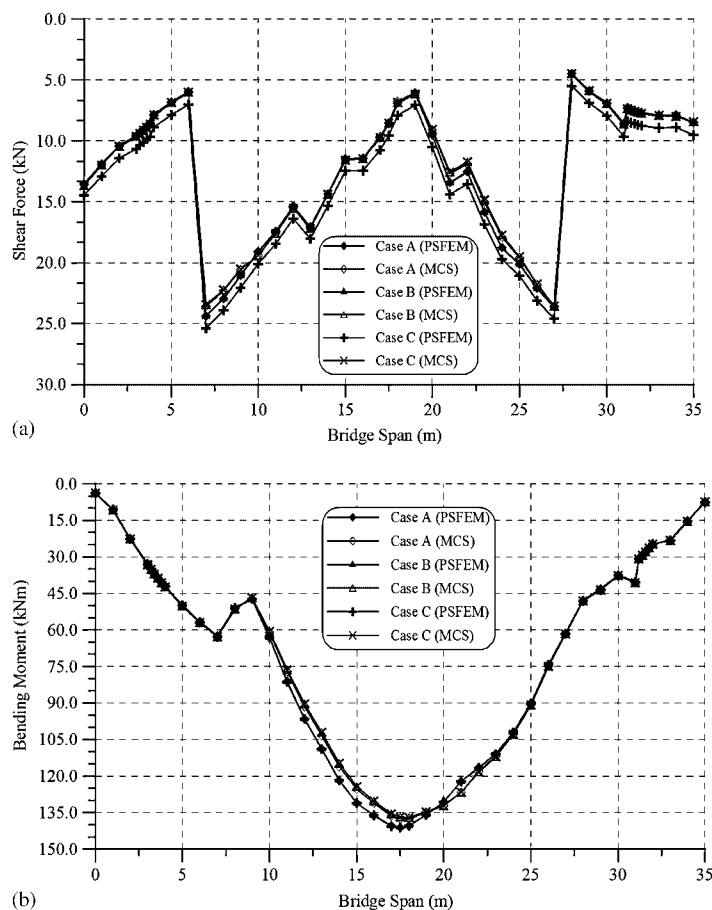 0.0
5.0
10.0
15.0
20.0
25.0
30.0
Shear Force (kN)
Case A (PSFEM)
Case A (MCS)
Case B (PSFEM)
Case B (MCS)
Case C (PSFEM)
Case C (MCS)
0 5 10 15 20 25 30 35
(a)
Bridge Span (m)
0.0
15.0
30.0
45.0
60.0
75.0
90.0
105.0
120.0
135.0
150.0
Bending Moment (kNm)
Case A (PSFEM)
Case A (MCS)
Case B (PSFEM)
Case B (MCS)
Case C (PSFEM)
Case C (MCS)
0 5 10 15 20 25 30 35
(b)
Bridge Span (m)